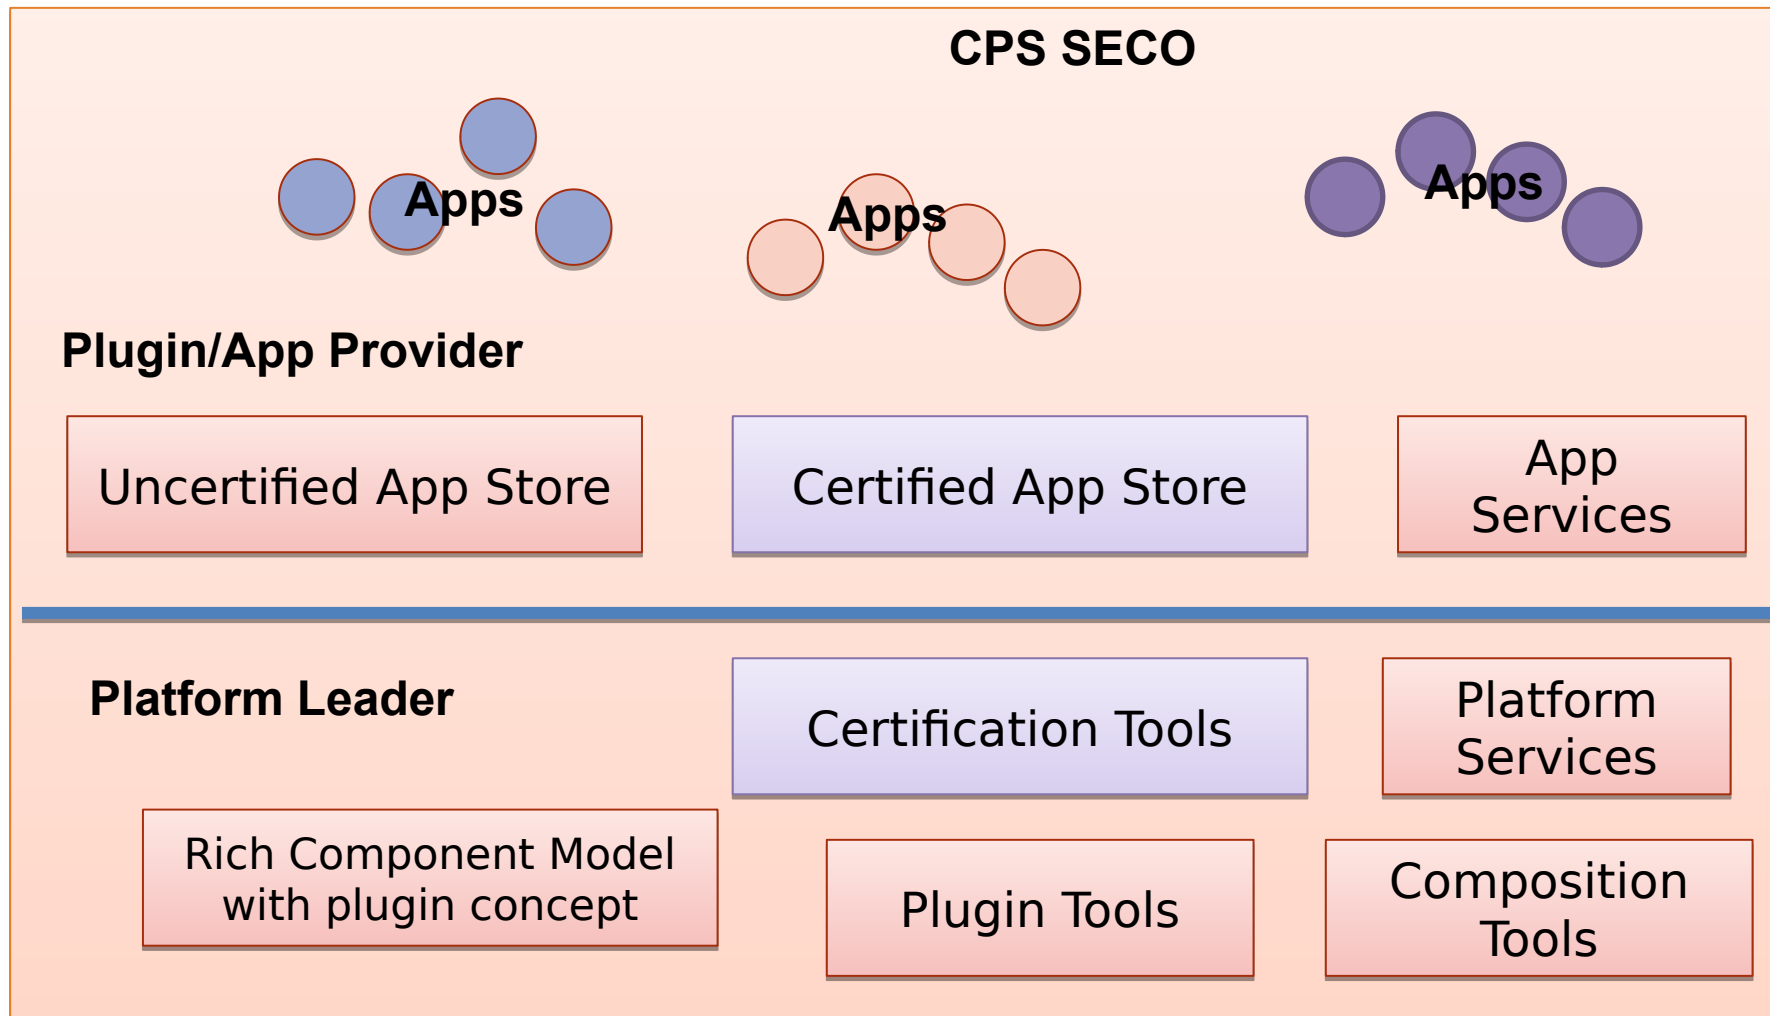 CPS SECO
Apps
Apps
Apps
Plugin/App Provider
Uncertified App Store
Certified App Store
App
Services
Platform Leader
Certification Tools
Platform
Services
Rich Component Model
with plugin concept
Plugin Tools
Composition
Tools